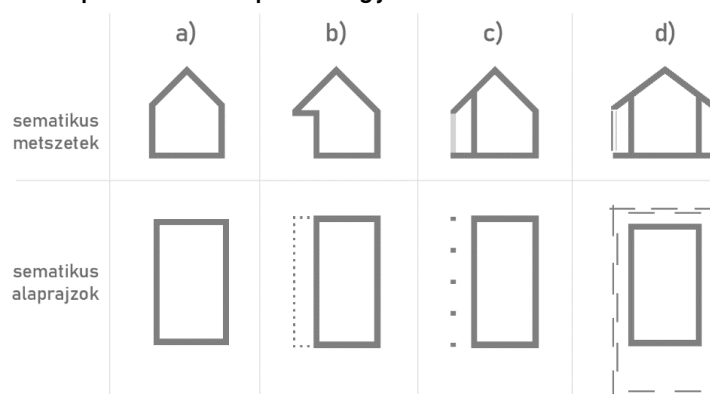 a) b) c) d)
sematikus
metszetek
sematikus
alaprajzok